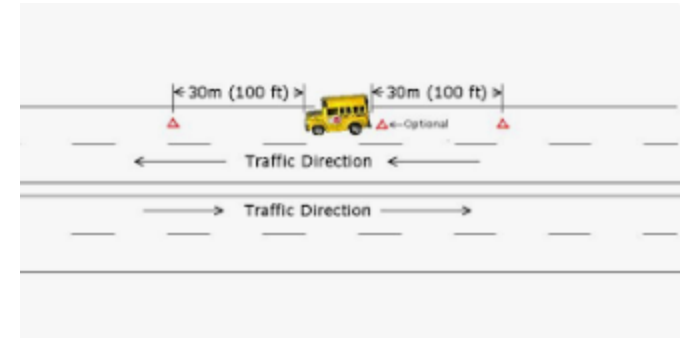 30m (100 ft)
30m (100 ft)
Optional
Traffic Direction
Traffic Direction